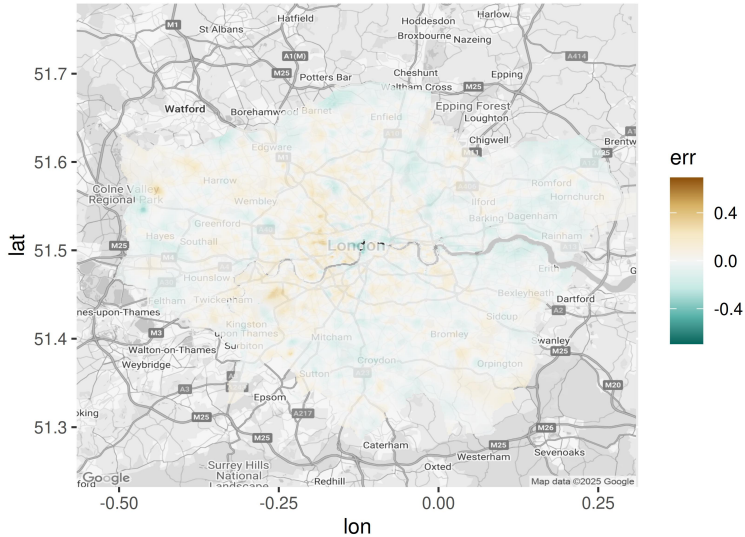 Hatfield
Harlow
M1
St Albans
Hoddesdon
Broxbourne
Nazeing
A1(M)
A414
51.7
M25
Potters Bar
Cheshunt
Epping
M25
Waltham Cross
Watford
Borehamwood
Barnet
Epping Forest
Enfield
Loughton
Chigwell
Brentw
51.6
Edgware
M1
Harrow
Colne Valley
Regional Park
Wembley
Romford
Ilford
Hornchurch
Barking
Dagenham
Greenford
Hayes
Southall
London
Rainham
51.5
M25
M4
Hounslow
Erith
G
Feltham
Twickenham
Bexleyheath
Dartford
nes-upon-Thames
A2
Sidcup
Kingston
upon Thames
M3
51.4
Mitcham
Bromley
Surbiton
Swanley
Walton-on-Thames
M25
Weybridge
Croydon
Orpington
Sutton
A3
M20
Epsom
oking
A217
M25
51.3
M26
M25
M25
Caterham
Sevenoaks
Westerham
Surrey Hills
National
Landscape
Oxted
Redhill
ford
Google
Map data ©2025 Google
-0.50
-0.25
0.00
0.25
lon
lat
err
0.4
0.0
-0.4